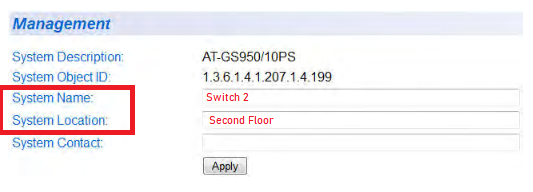 Management
System Description: AT-GS950/10PS
System Object ID: 1.3.6.1.4.1.207.1.4.199
System Name: Switch 2
System Location: Second Floor
System Contact:
Apply